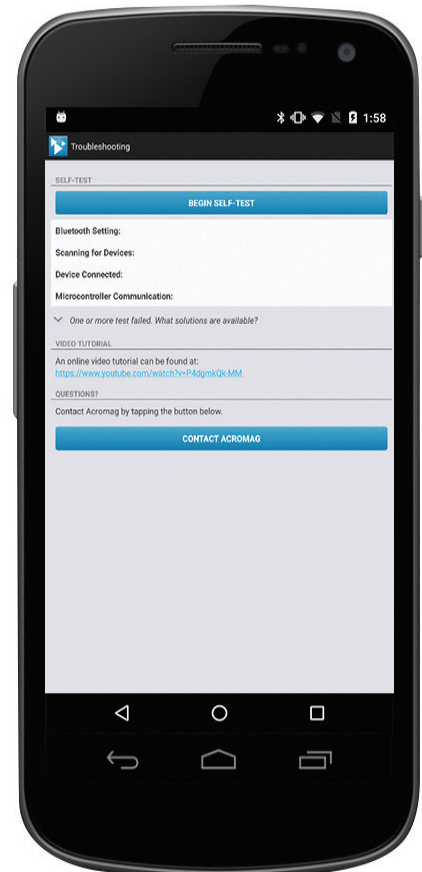 1:58
Troubleshooting
SELF-TEST
BEGIN SELF-TEST
Bluetooth Setting:
Scanning for Devices:
Device Connected:
Microcontroller Communication:
One or more test failed. What solutions are available?
VIDEO TUTORIAL
An online video tutorial can be found at:
https://www.youtube.com/watch?v=P4dgmkQk-MM
QUESTIONS?
Contact Acromag by tapping the button below.
CONTACT ACROMAG